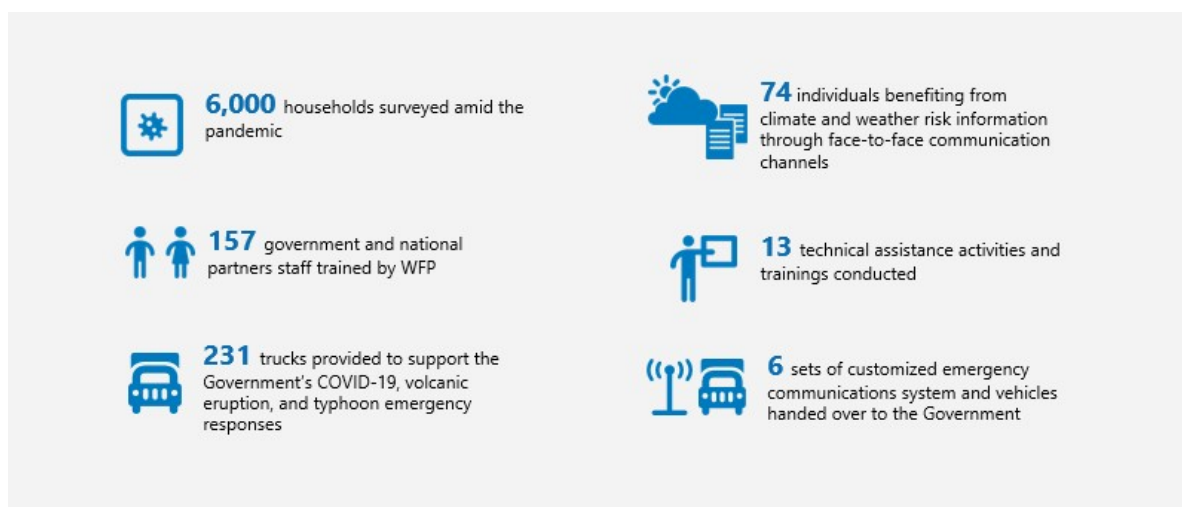 6,000 households surveyed amid the
pandemic
157 government and national
partners staff trained by WFP
231 trucks provided to support the
Government's COVID-19, volcanic
eruption, and typhoon emergency
responses
74 individuals benefiting from
climate and weather risk information
through face-to-face communication
channels
13 technical assistance activities and
trainings conducted
6 sets of customized emergency
communications system and vehicles
handed over to the Government